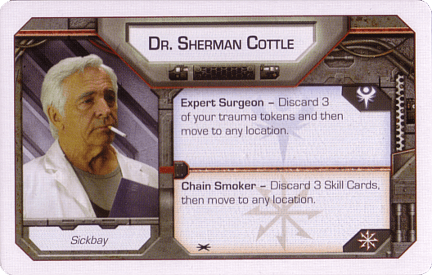 DR. SHERMAN COTTLE
Expert Surgeon – Discard 3
of your trauma tokens and then
move to any location.
Chain Smoker – Discard 3 Skill Cards,
then move to any location.
Sickbay